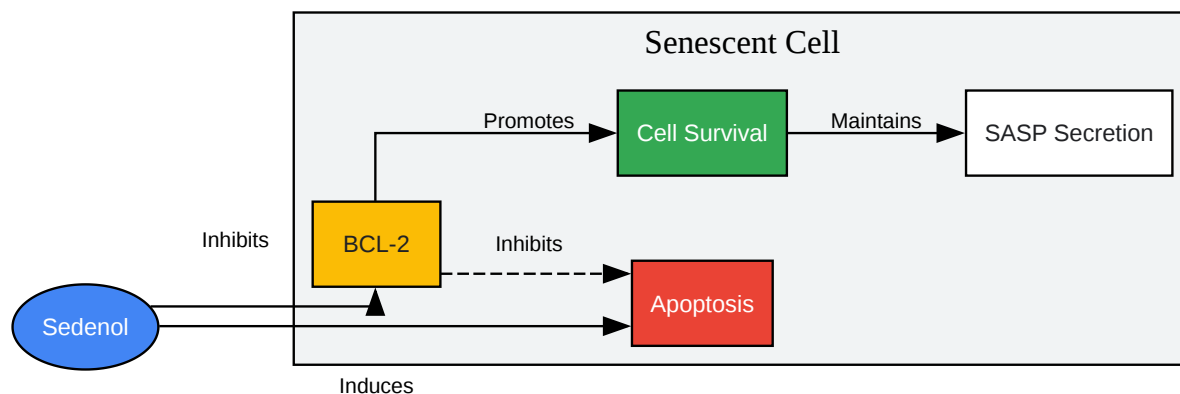 Senescent Cell
Promotes
Cell Survival
Maintains
SASP Secretion
Inhibits
BCL-2
Inhibits
Apoptosis
Sedenol
Induces